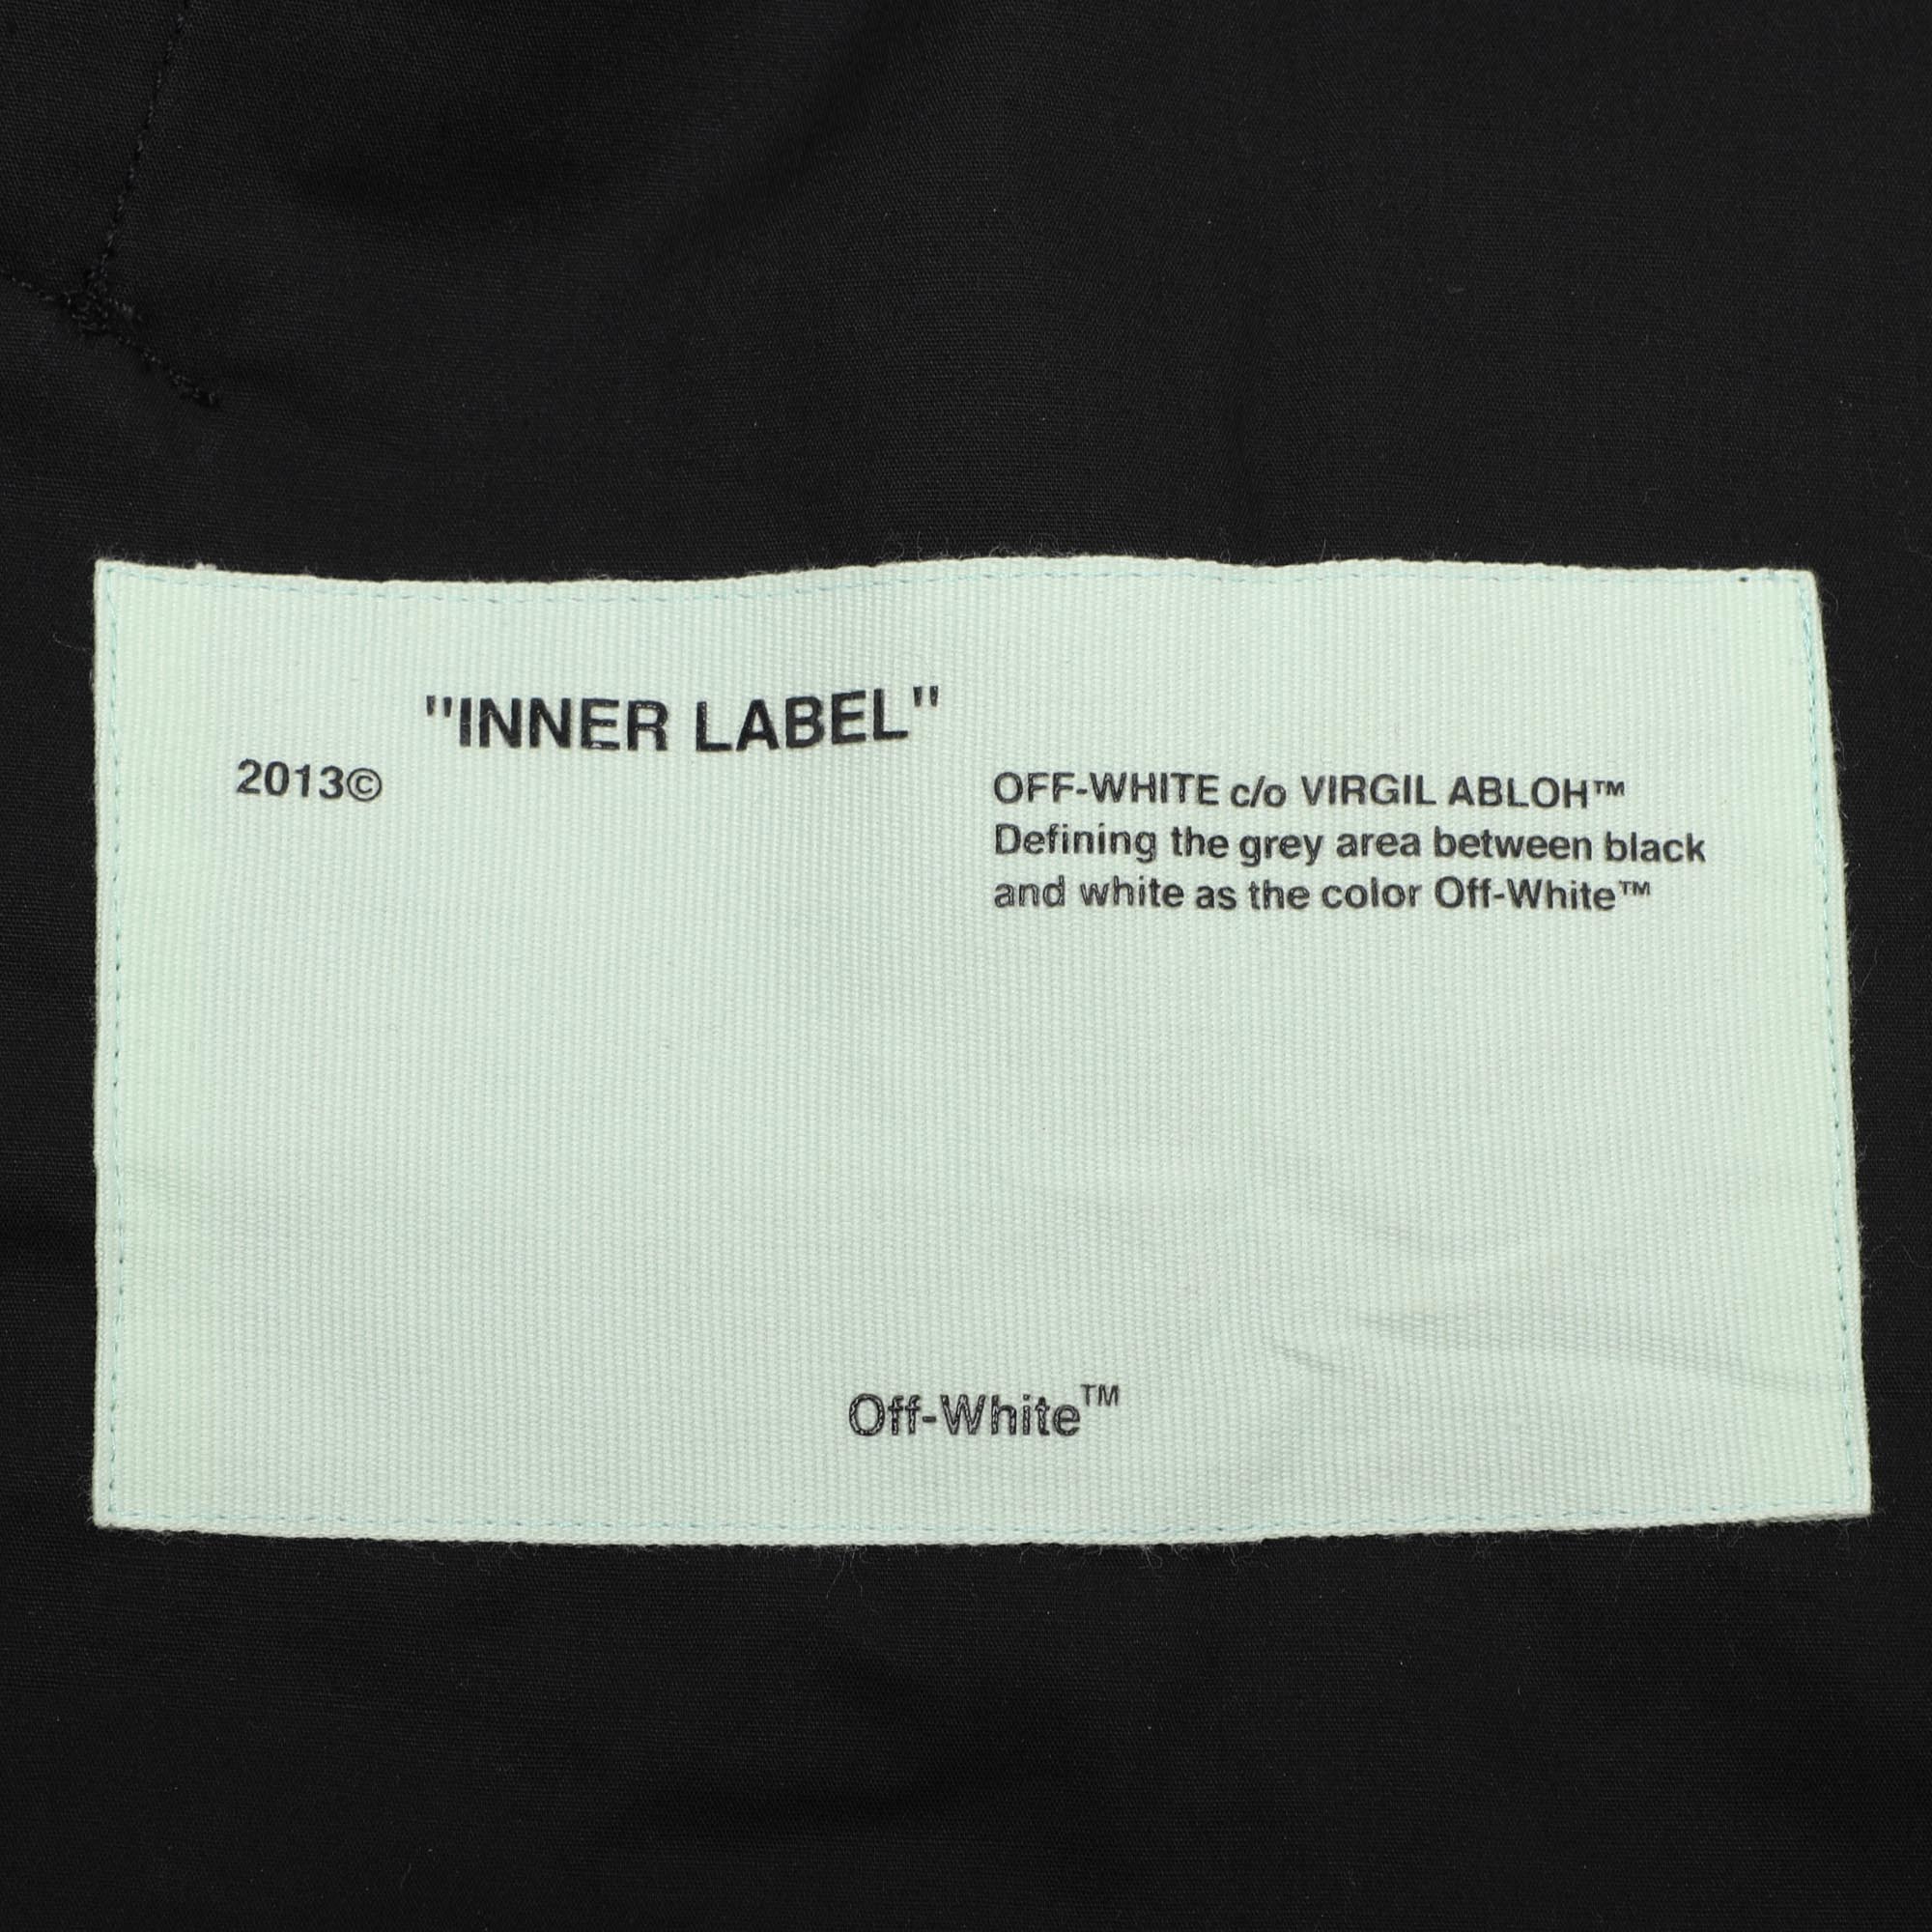 "INNER LABEL"
2013©
OFF-WHITE c/o VIRGIL ABLOH™
Defining the grey area between black
and white as the color Off-White™
Off-White™